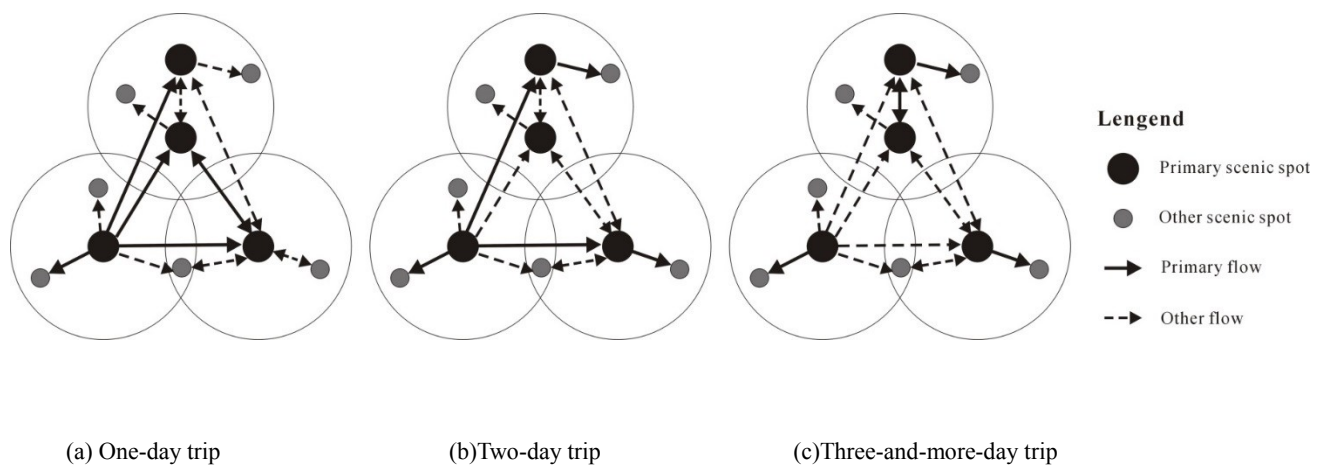 Lengend
Primary scenic spot
Other scenic spot
Primary flow
Other flow
(a) One-day trip
(b)Two-day trip
(c)Three-and-more-day trip